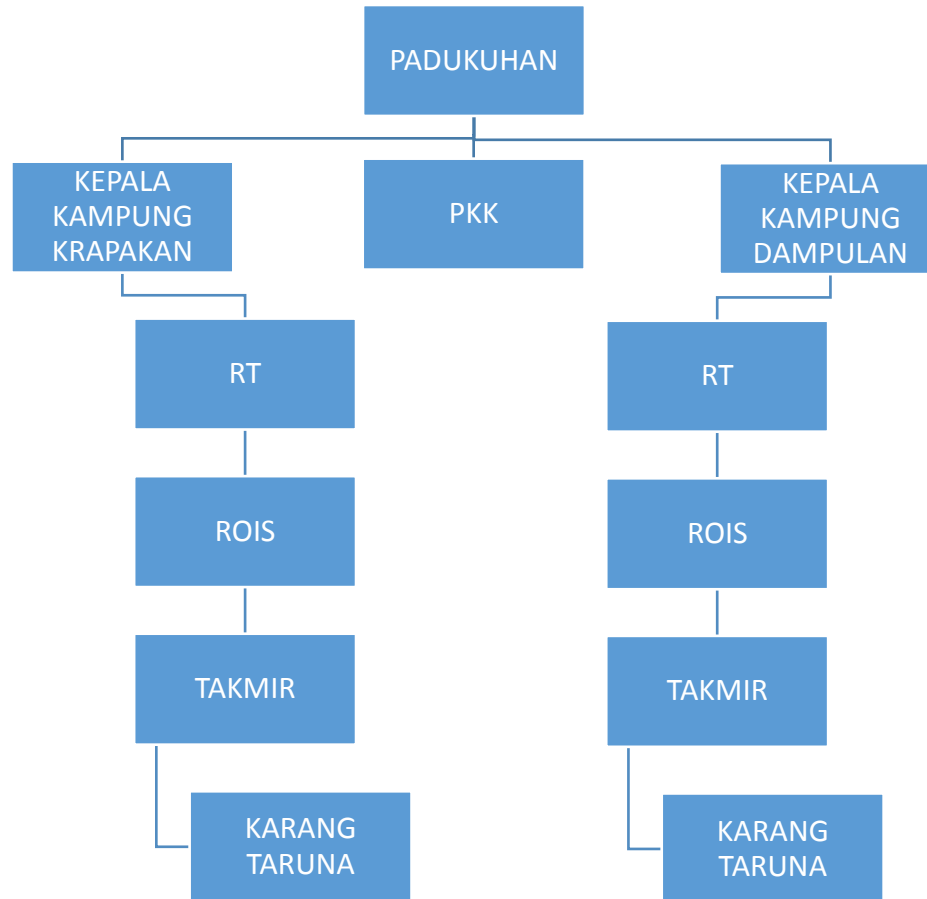 PADUKUHAN
KEPALA
KAMPUNG
KRAPAKAN
PKK
KEPALA
KAMPUNG
DAMPULAN
RT
RT
ROIS
ROIS
TAKMIR
TAKMIR
KARANG
TARUNA
KARANG
TARUNA